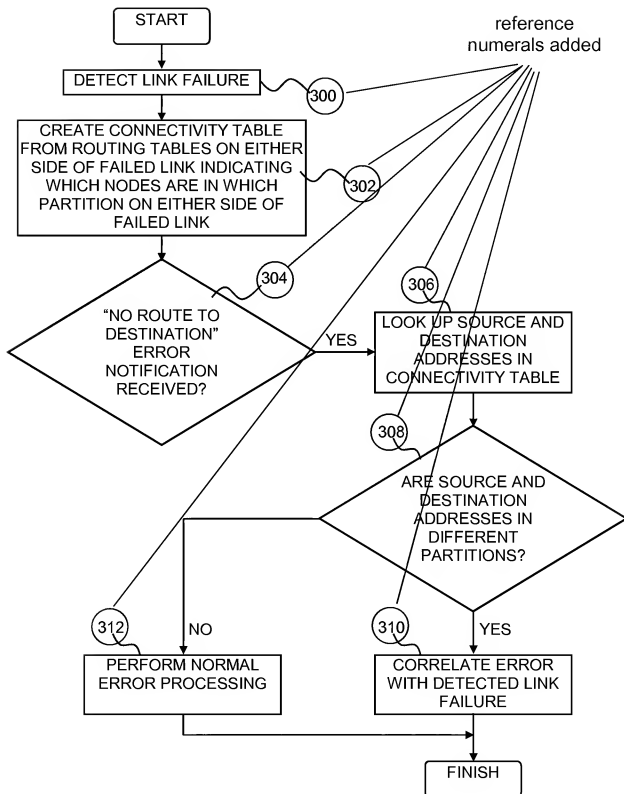 START
reference
numerals added
DETECT LINK FAILURE
300
CREATE CONNECTIVITY TABLE
FROM ROUTING TABLES ON EITHER
SIDE OF FAILED LINK INDICATING
WHICH NODES ARE IN WHICH
PARTITION ON EITHER SIDE OF
FAILED LINK
302
304
"NO ROUTE TO
DESTINATION"
ERROR
NOTIFICATION
RECEIVED?
YES
306
LOOK UP SOURCE AND
DESTINATION
ADDRESSES IN
CONNECTIVITY TABLE
308
ARE SOURCE AND
DESTINATION
ADDRESSES IN
DIFFERENT
PARTITIONS?
312
NO
PERFORM NORMAL
ERROR PROCESSING
310
YES
CORRELATE ERROR
WITH DETECTED LINK
FAILURE
FINISH